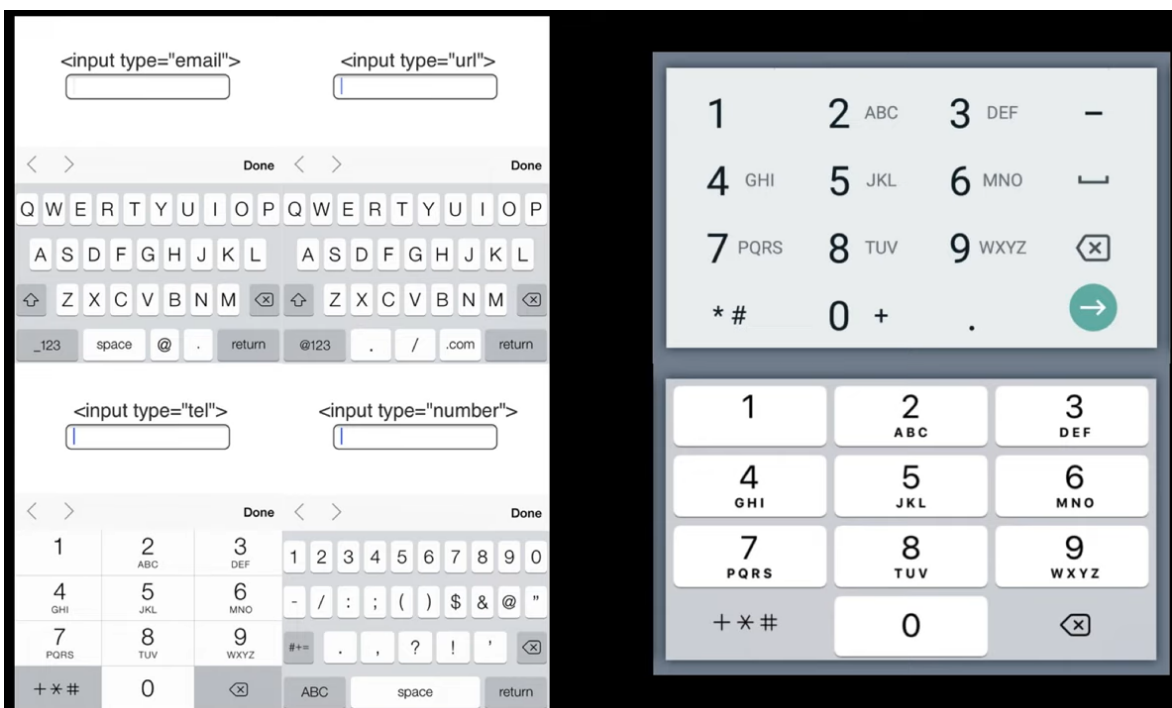 <input type="email"> <input type="url">
Done Done
Q W E R T Y U I O P Q W E R T Y U I O P
A S D F G H J K L A S D F G H J K L
Z X C V B N M Z X C V B N M
_123 space @ . return @123 . / .com return
<input type="tel"> <input type="number">
Done Done
1 2 3 1 2 3 4 5 6 7 8 9 0
ABC DEF
4 5 6 - / : ; ( ) $ & @ ”
GHI JKL MNO
7 8 9 #+= . , ? ! ’
PQRS TUV WXYZ
+*# 0 ABC space return
1 2 ABC 3 DEF –
4 GHI 5 JKL 6 MNO
7 PQRS 8 TUV 9 WXYZ
* # 0 + .
1 2 3
ABC DEF
4 5 6
GHI JKL MNO
7 8 9
PQRS TUV WXYZ
+*# 0